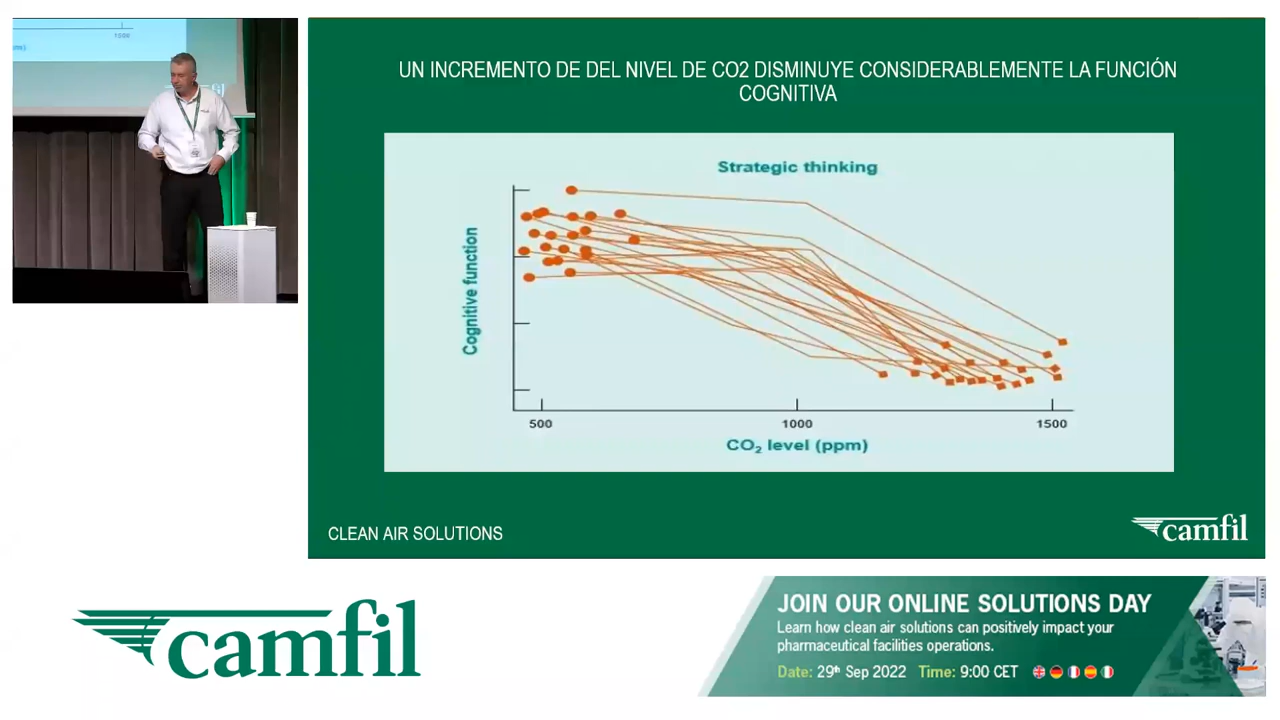 1500
UN INCREMENTO DE DEL NIVEL DE CO2 DISMINUYE CONSIDERABLEMENTE LA FUNCIÓN
COGNITIVA
Strategic thinking
Cognitive function
500
1000
1500
CO₂ level (ppm)
CLEAN AIR SOLUTIONS
camfil
camfil
JOIN OUR ONLINE SOLUTIONS DAY
Learn how clean air solutions can positively impact your
pharmaceutical facilities operations.
Date: 29th Sep 2022 Time: 9:00 CET